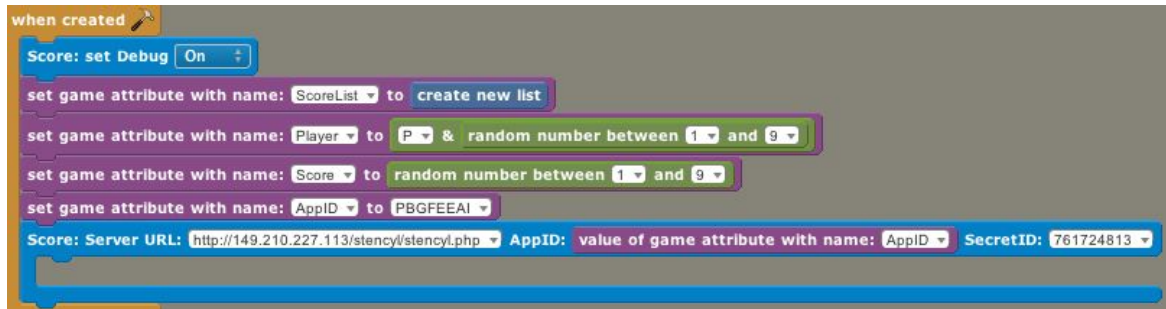 when created
Score: set Debug On
set game attribute with name: ScoreList to create new list
set game attribute with name: Player to P & random number between 1 and 9
set game attribute with name: Score to random number between 1 and 9
set game attribute with name: AppID to PBGFEEAI
Score: Server URL: http://149.210.227.113/stencyl/stencyl.php AppID: value of game attribute with name: AppID SecretID: 761724813